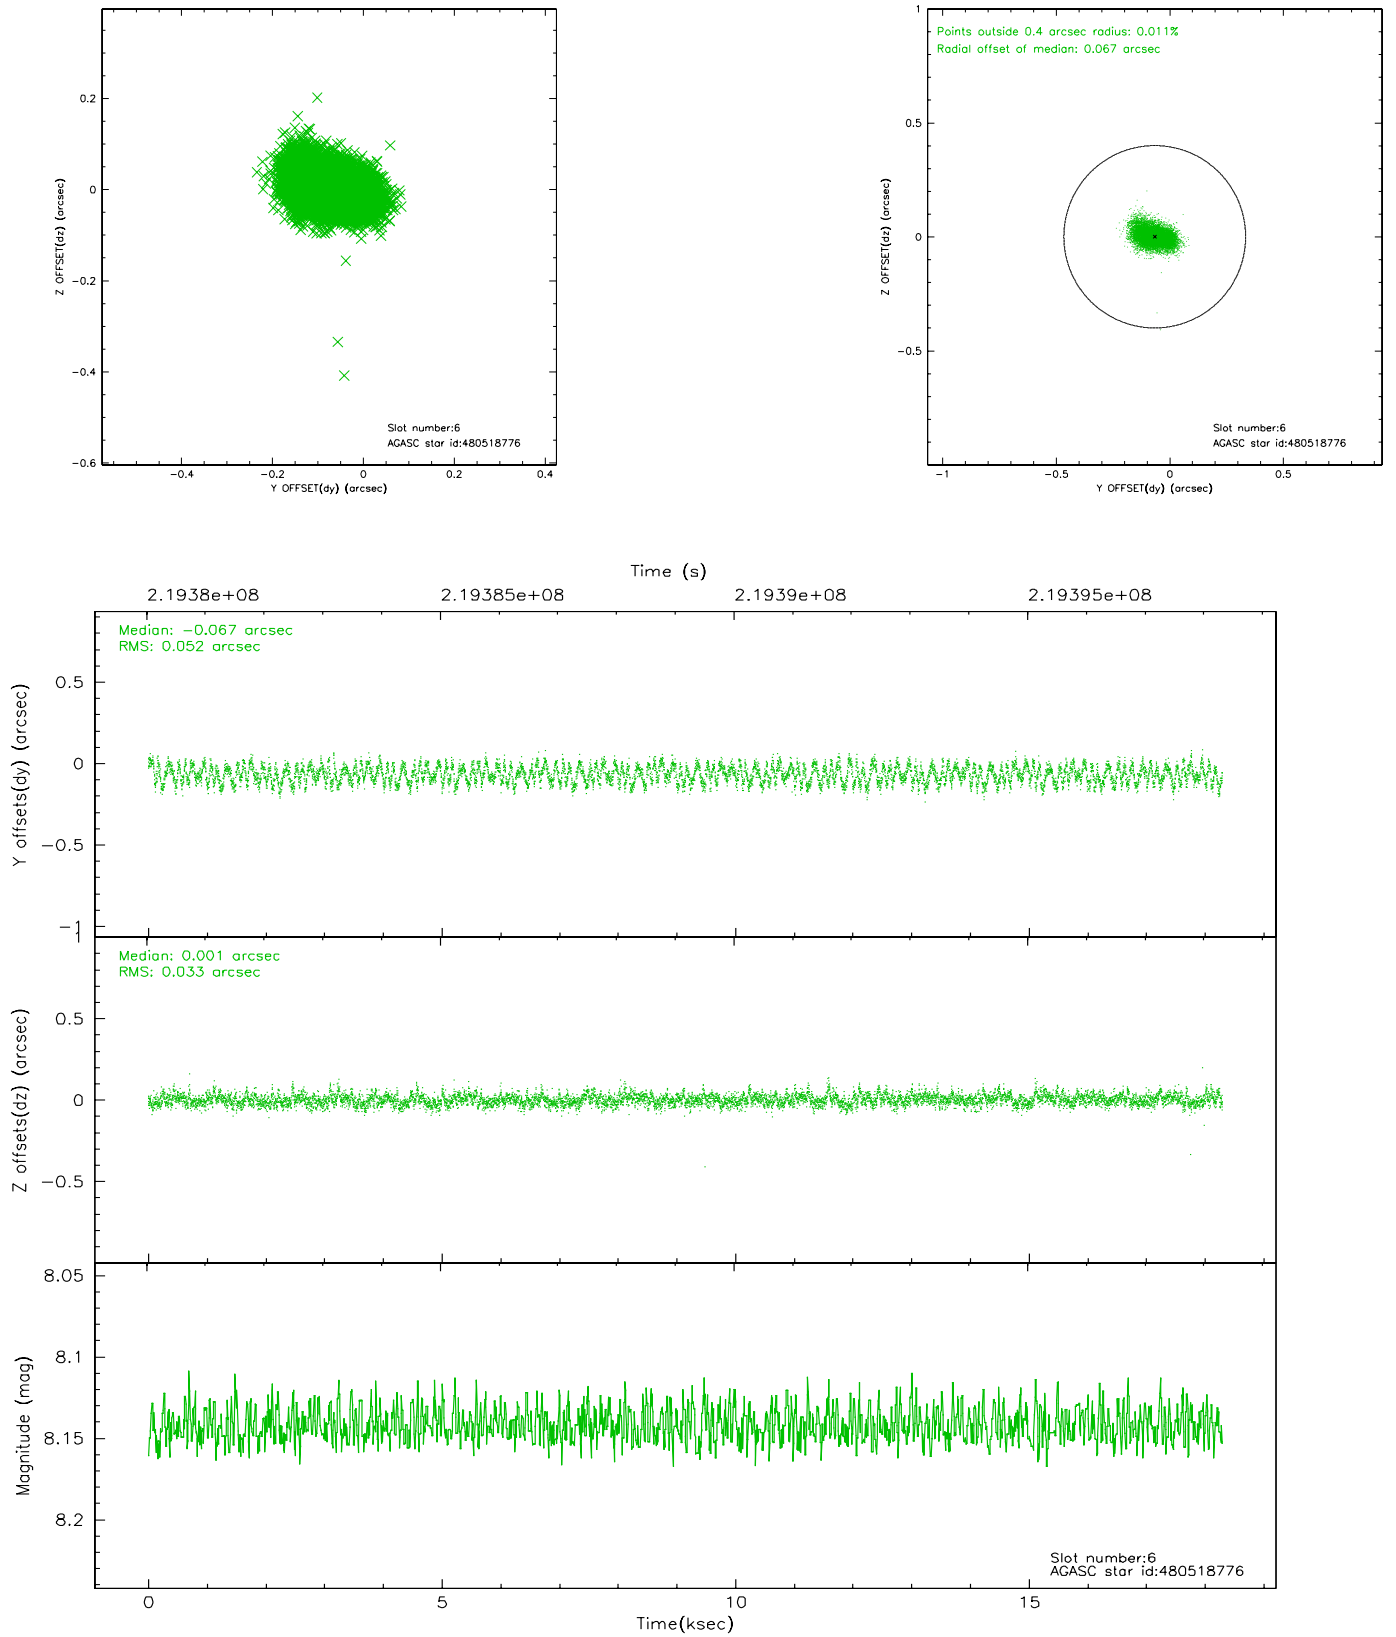 0.2
0
−0.2
−0.4
−0.6
Z OFFSET(dz) (arcsec)
−0.4
−0.2
0
0.2
0.4
Y OFFSET(dy) (arcsec)
Slot number:6
AGASC star id:480518776
Points outside 0.4 arcsec radius: 0.011%
Radial offset of median: 0.067 arcsec
1
0.5
0
−0.5
Z OFFSET(dz) (arcsec)
−1
−0.5
0
0.5
Y OFFSET(dy) (arcsec)
Slot number:6
AGASC star id:480518776
Time (s)
2.1938e+08
2.19385e+08
2.1939e+08
2.19395e+08
Median: −0.067 arcsec
RMS: 0.052 arcsec
0.5
0
−0.5
−1
Y offsets(dy) (arcsec)
Median: 0.001 arcsec
RMS: 0.033 arcsec
1
0.5
0
−0.5
Z offsets(dz) (arcsec)
8.05
8.1
8.15
8.2
Magnitude (mag)
Slot number:6
AGASC star id:480518776
0
5
10
15
Time(ksec)